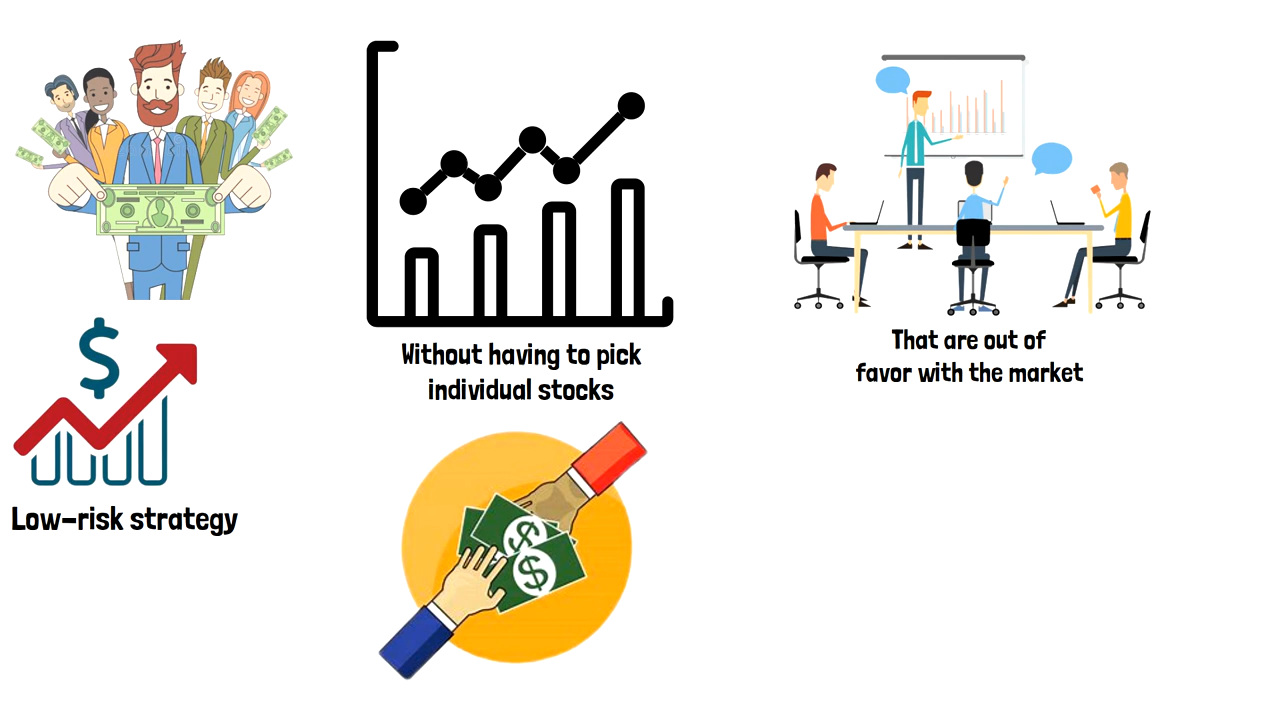 Low-risk strategy
Without having to pick
individual stocks
That are out of
favor with the market